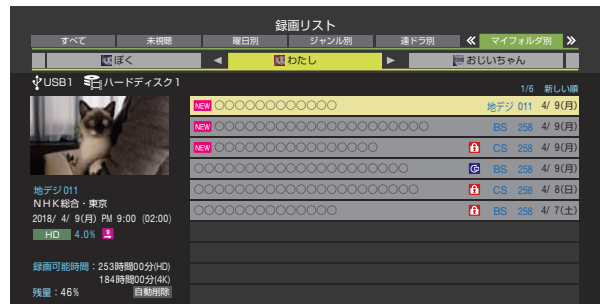 録画リスト
すべて 未視聴 曜日別 ジャンル別 連ドラ別 マイフォルダ別
ぼく わたし おじいちゃん
USB1 ハードディスク1
1/6 新しい順
NEW ○○○○○○○○○○○○○ 地デジ 011 4/ 9(月)
NEW ○○○○○○○○○○○○○○○○○○○○○○ BS 258 4/ 9(月)
NEW ○○○○○○○○○○○○○○○○○ CS 258 4/ 9(月)
○○○○○○○○○○○○○○○○○○○○○○ BS 258 4/ 9(月)
○○○○○○○○○○○○○○○○○○○○○○○ CS 258 4/ 8(日)
○○○○○○○○○○○○○○○ BS 258 4/ 7(土)
地デジ 011
NHK総合・東京
2018/ 4/ 9(月) PM 9:00 (02:00)
HD 4.0% 9
録画可能時間：253時間00分(HD)
184時間00分(4K)
残量：46% 自動削除